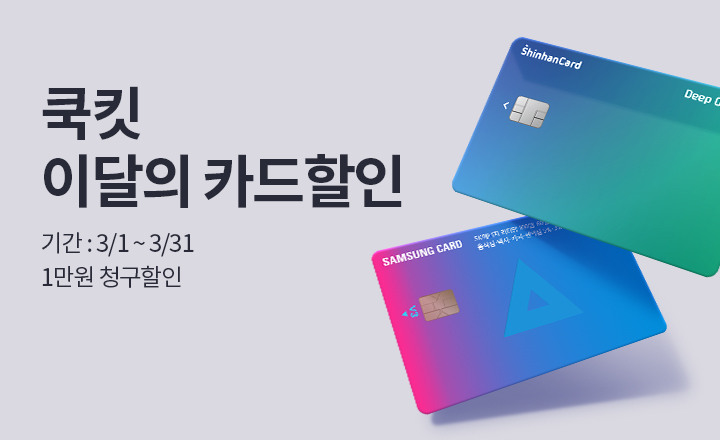 쿡킷
이달의 카드할인
기간 : 3/1 ~ 3/31
1만원 청구할인
ShinhanCard
Deep
SAMSUNG CARD
V3